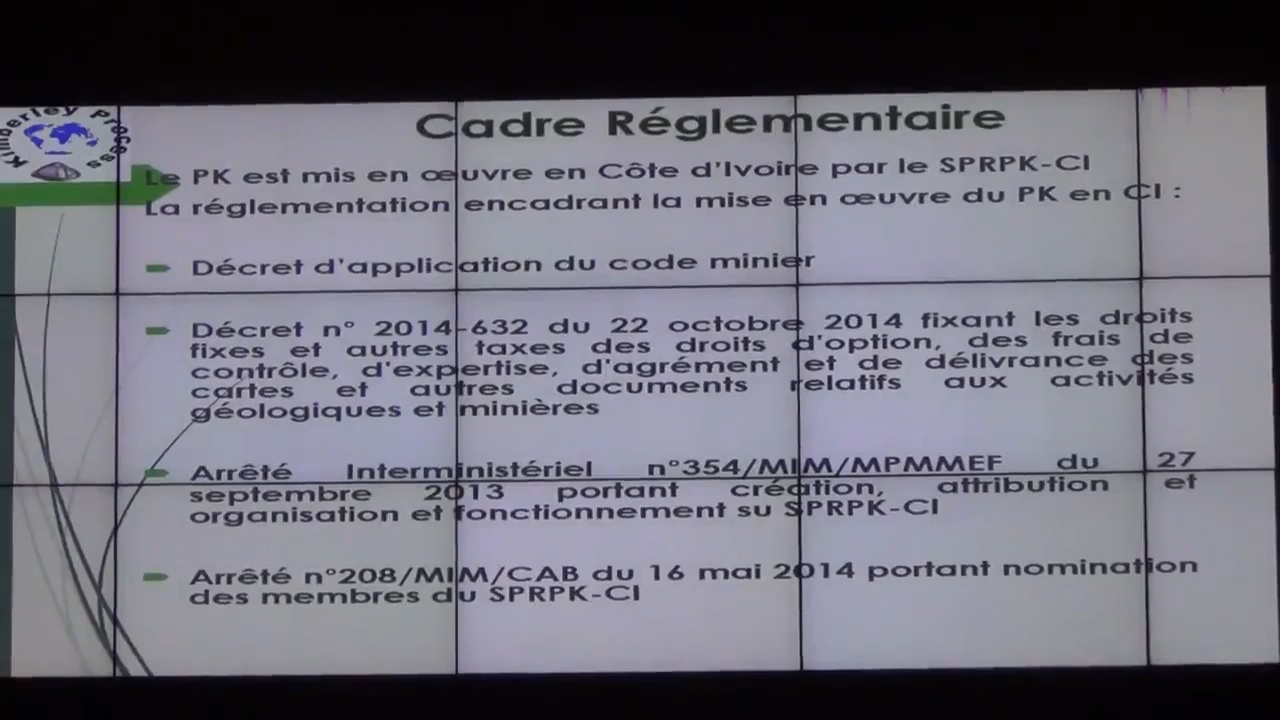 Kimberley Process
Cadre Réglementaire
Le PK est mis en œuvre en Côte d'Ivoire par le SPRPK-CI
La réglementation encadrant la mise en œuvre du PK en CI :
Décret d'application du code minier
Décret n° 2014-632 du 22 octobre 2014 fixant les droits
fixes et autres taxes des droits d'option, des frais de
contrôle, d'expertise, d'agrément et de délivrance des
cartes et autres documents relatifs aux activités
géologiques et minières
Arrêté Interministériel n°354/MIM/MPMMEF du 27
septembre 2013 portant création, attribution et
organisation et fonctionnement su SPRPK-CI
Arrêté n°208/MIM/CAB du 16 mai 2014 portant nomination
des membres du SPRPK-CI